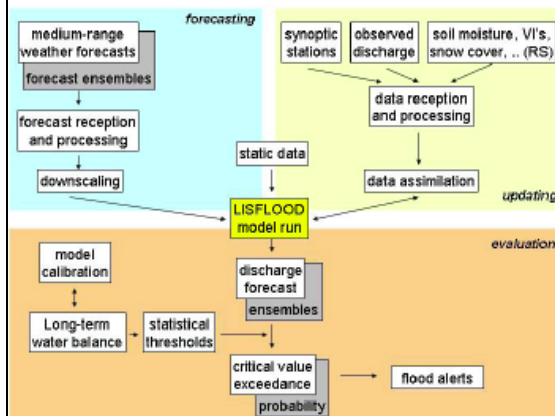 forecasting
medium-range
weather forecasts
forecast ensembles
forecast reception
and processing
downscaling
static data
synoptic
stations
observed
discharge
soil moisture, VI's,
snow cover, .. (RS)
data reception
and processing
data assimilation
updating
LISFLOOD
model run
evaluation
model
calibration
Long-term
water balance
statistical
thresholds
discharge
forecast
ensembles
critical value
exceedance
probability
flood alerts